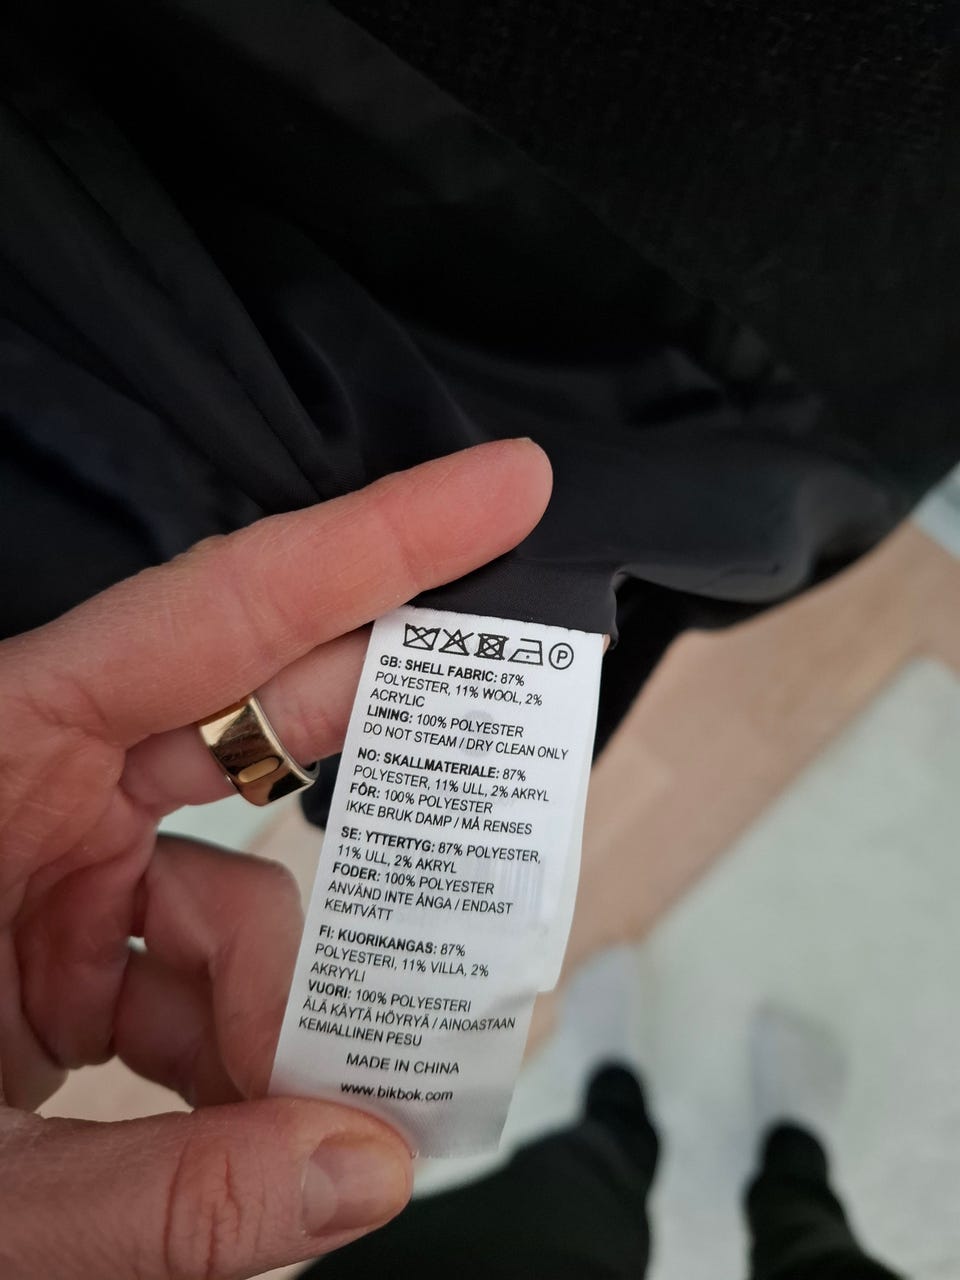 P
GB: SHELL FABRIC: 87%
POLYESTER, 11% WOOL, 2%
ACRYLIC
LINING: 100% POLYESTER
DO NOT STEAM / DRY CLEAN ONLY
NO: SKALLMATERIALE: 87%
POLYESTER, 11% ULL, 2% AKRYL
FÔR: 100% POLYESTER
IKKE BRUK DAMP / MÅ RENSES
SE: YTTERTYG: 87% POLYESTER,
11% ULL, 2% AKRYL
FODER: 100% POLYESTER
ANVÄND INTE ÅNGA / ENDAST
KEMTVÄTT
FI: KUORIKANGAS: 87%
POLYESTERI, 11% VILLA, 2%
AKRYYLI
VUORI: 100% POLYESTERI
ÄLÄ KÄYTÄ HÖYRYÄ / AINOASTAAN
KEMIALLINEN PESU
MADE IN CHINA
www.bikbok.com